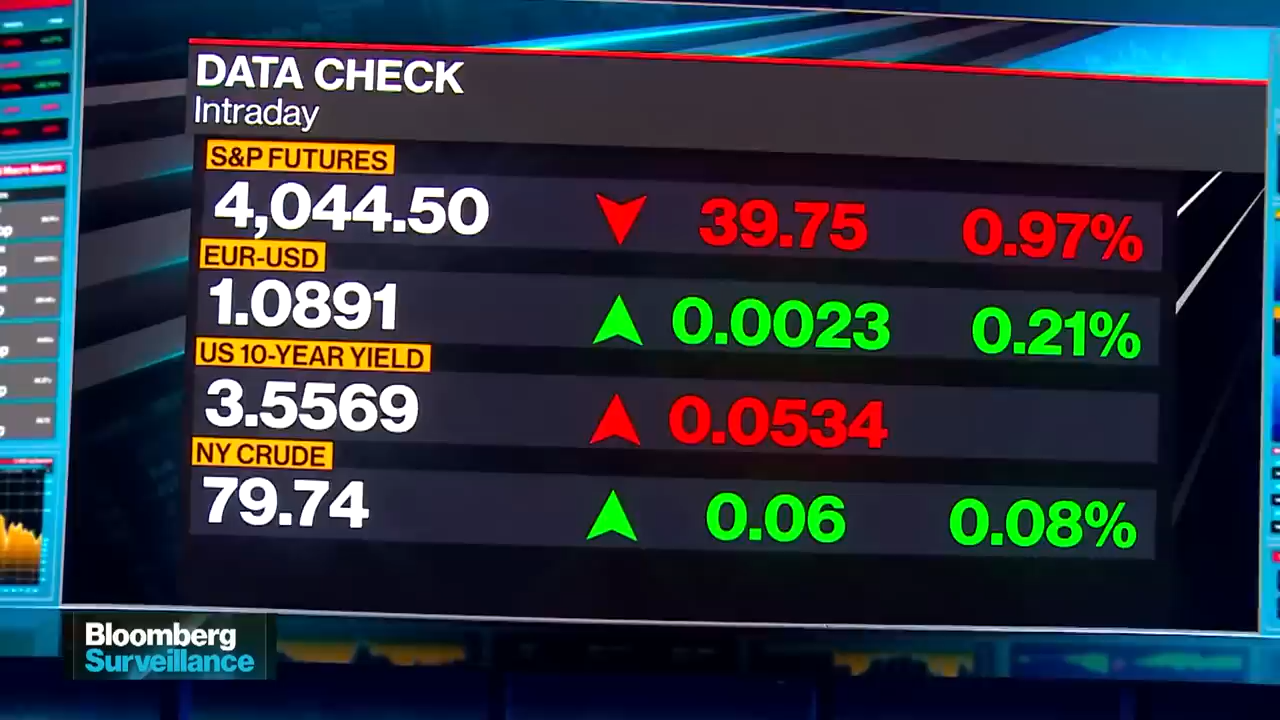 DATA CHECK
Intraday
S&P FUTURES
4,044.50 39.75 0.97%
EUR-USD
1.0891 0.0023 0.21%
US 10-YEAR YIELD
3.5569 0.0534
NY CRUDE
79.74 0.06 0.08%
Bloomberg
Surveillance